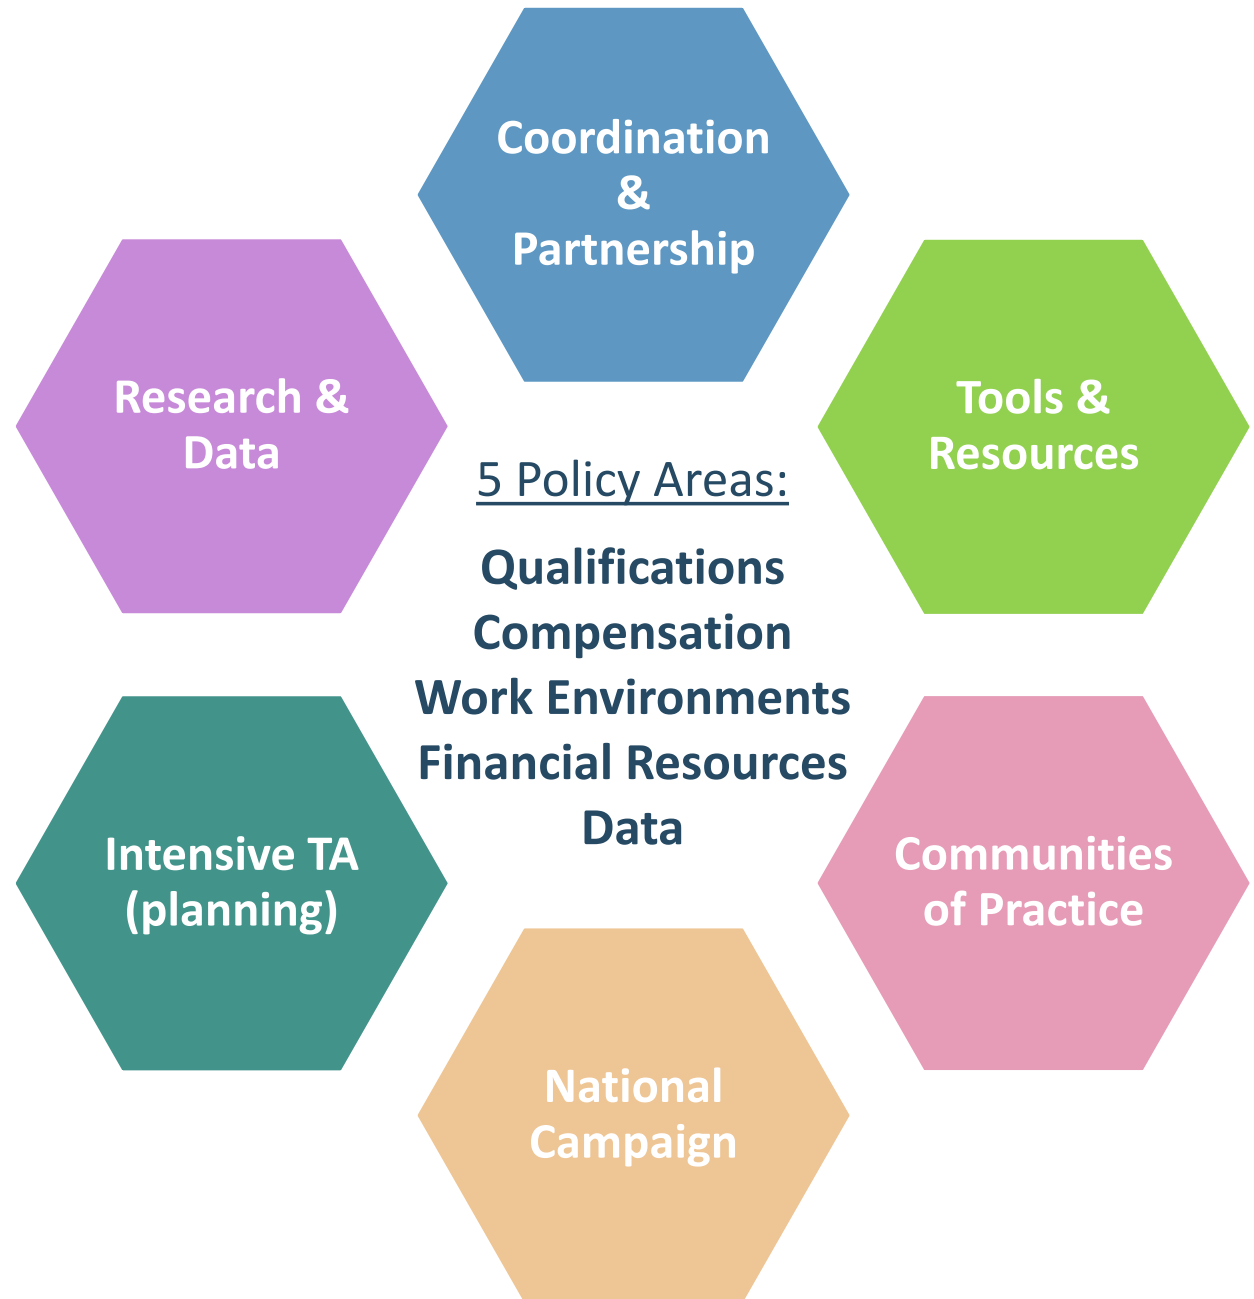 Coordination
&
Partnership
Tools &
Resources
Communities
of Practice
National
Campaign
Intensive TA
(planning)
Research &
Data
5 Policy Areas:
Qualifications
Compensation
Work Environments
Financial Resources
Data